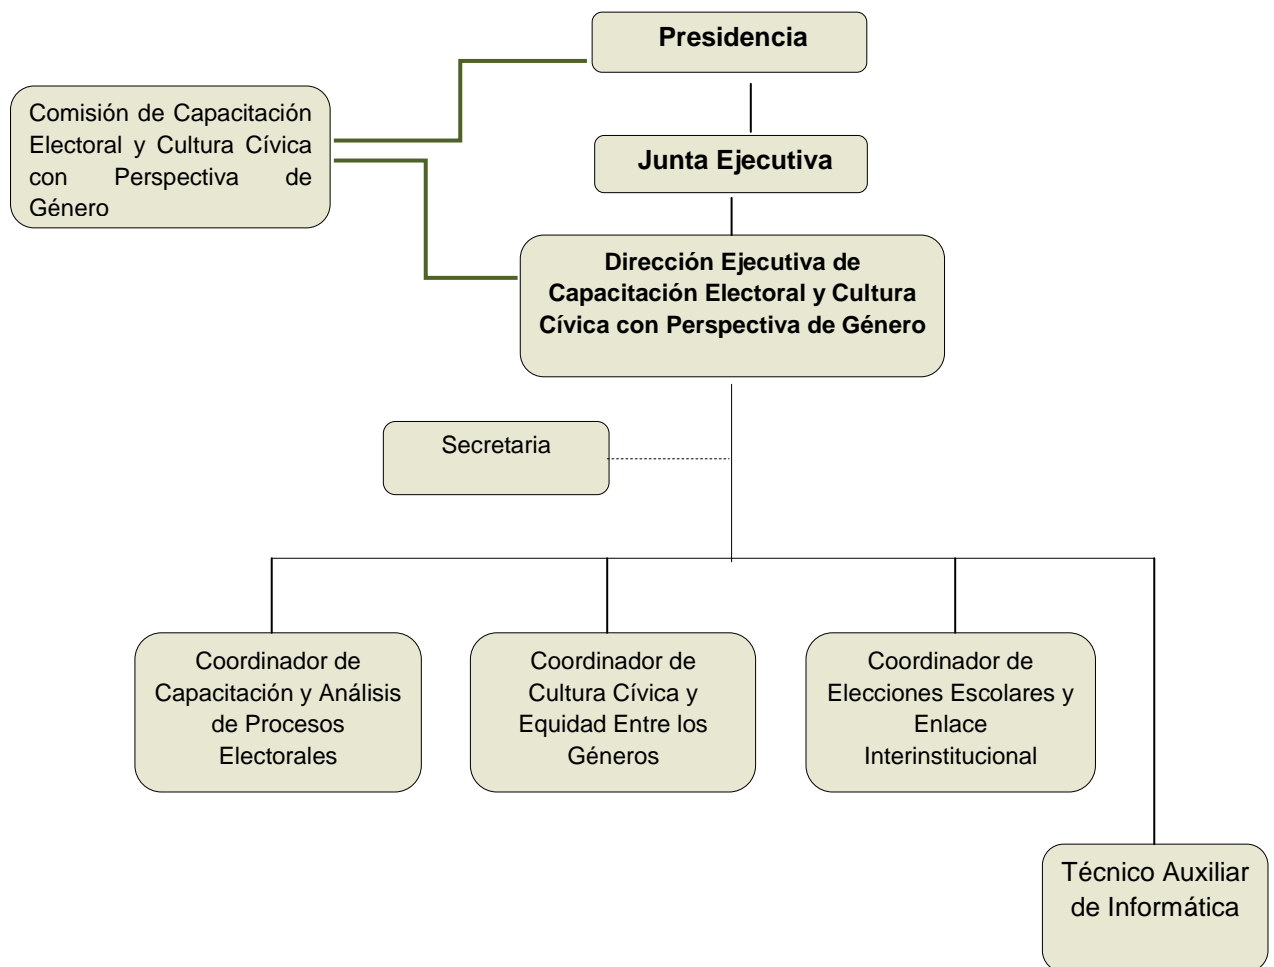 Presidencia
Comisión de Capacitación
Electoral y Cultura Cívica
con Perspectiva de
Género
Junta Ejecutiva
Dirección Ejecutiva de
Capacitación Electoral y Cultura
Cívica con Perspectiva de Género
Secretaria
Coordinador de
Capacitación y Análisis
de Procesos
Electorales
Coordinador de
Cultura Cívica y
Equidad Entre los
Géneros
Coordinador de
Elecciones Escolares y
Enlace
Interinstitucional
Técnico Auxiliar
de Informática